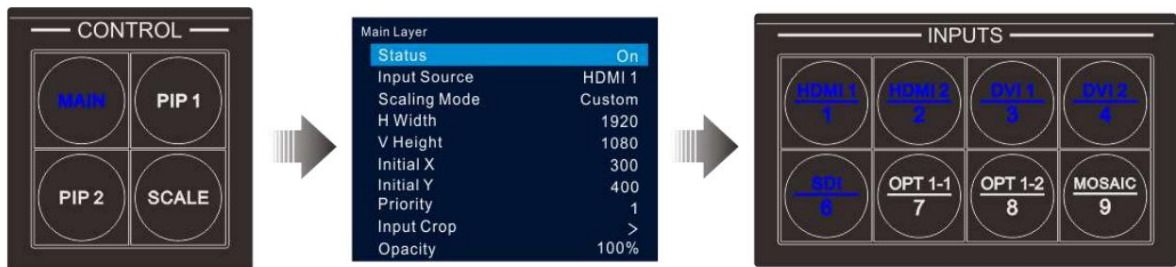 CONTROL
MAIN
PIP 1
PIP 2
SCALE
Main Layer
Status On
Input Source HDMI 1
Scaling Mode Custom
H Width 1920
V Height 1080
Initial X 300
Initial Y 400
Priority 1
Input Crop >
Opacity 100%
INPUTS
HDMI 1
1
HDMI 2
2
DVI 1
3
DVI 2
4
SDI
6
OPT 1-1
7
OPT 1-2
8
MOSAIC
9